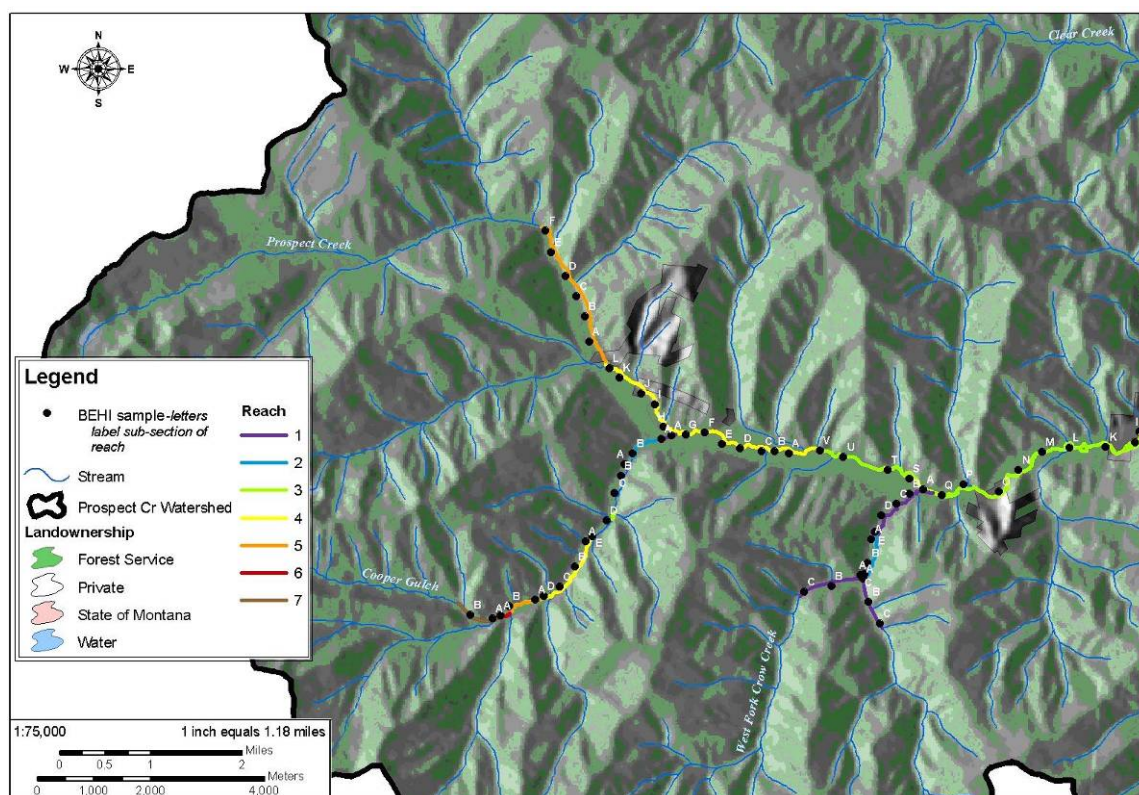 N
W E
S
Clear Creek
Prospect Creek
F
E
D
C
B
A
L
K
J
I
A G F
E D C B A V U
T S
A Q P
N M L K
B
A
B
C
D
A
E
B
C
D
A
B
A
A
B
C
D
A
E
B
A
A
C
B
C
B
C
Cooper Gulch
West Fork Crow Creek
Legend
BEHI sample-letters
label sub-section of
reach
Stream
Prospect Cr Watershed
Landownership
Forest Service
Private
State of Montana
Water
Reach
1
2
3
4
5
6
7
1:75,000 1 inch equals 1.18 miles
Miles
0 0.5 1 2
Meters
0 1,000 2,000 4,000